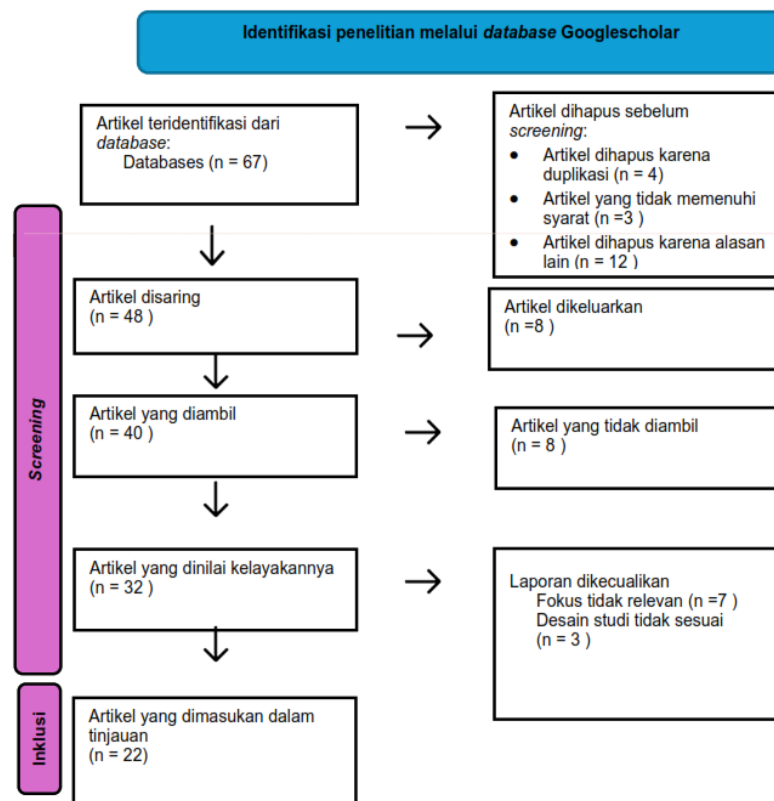 Identifikasi penelitian melalui database Googlescholar
Artikel teridentifikasi dari
database:
Databases (n = 67)
Artikel dihapus sebelum
screening:
● Artikel dihapus karena
duplikasi (n = 4)
● Artikel yang tidak memenuhi
syarat (n =3 )
● Artikel dihapus karena alasan
lain (n = 12 )
Screening
Artikel disaring
(n = 48 )
Artikel dikeluarkan
(n =8 )
Artikel yang diambil
(n = 40 )
Artikel yang tidak diambil
(n = 8 )
Artikel yang dinilai kelayakannya
(n = 32 )
Laporan dikecualikan
Fokus tidak relevan (n =7 )
Desain studi tidak sesuai
(n = 3 )
Inklusi
Artikel yang dimasukan dalam
tinjauan
(n = 22)